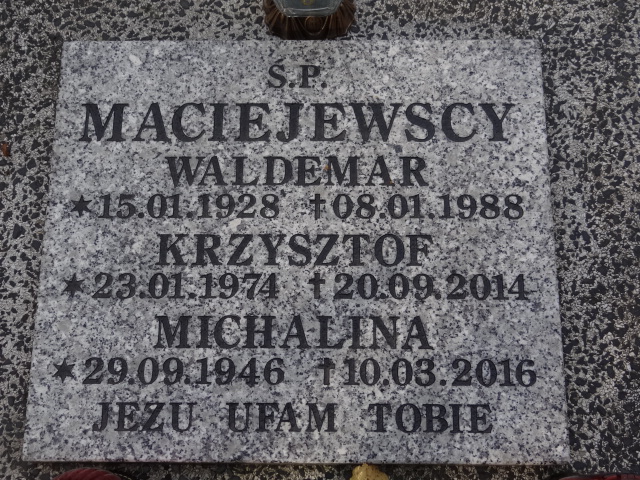 Ś.P.
MACIEJEWSCY
WALDEMAR
*15.01.1928 †08.01.1988
KRZYSZTOF
*23.01.1974 †20.09.2014
MICHALINA
*29.09.1946 †10.03.2016
JEZU UFAM TOBIE